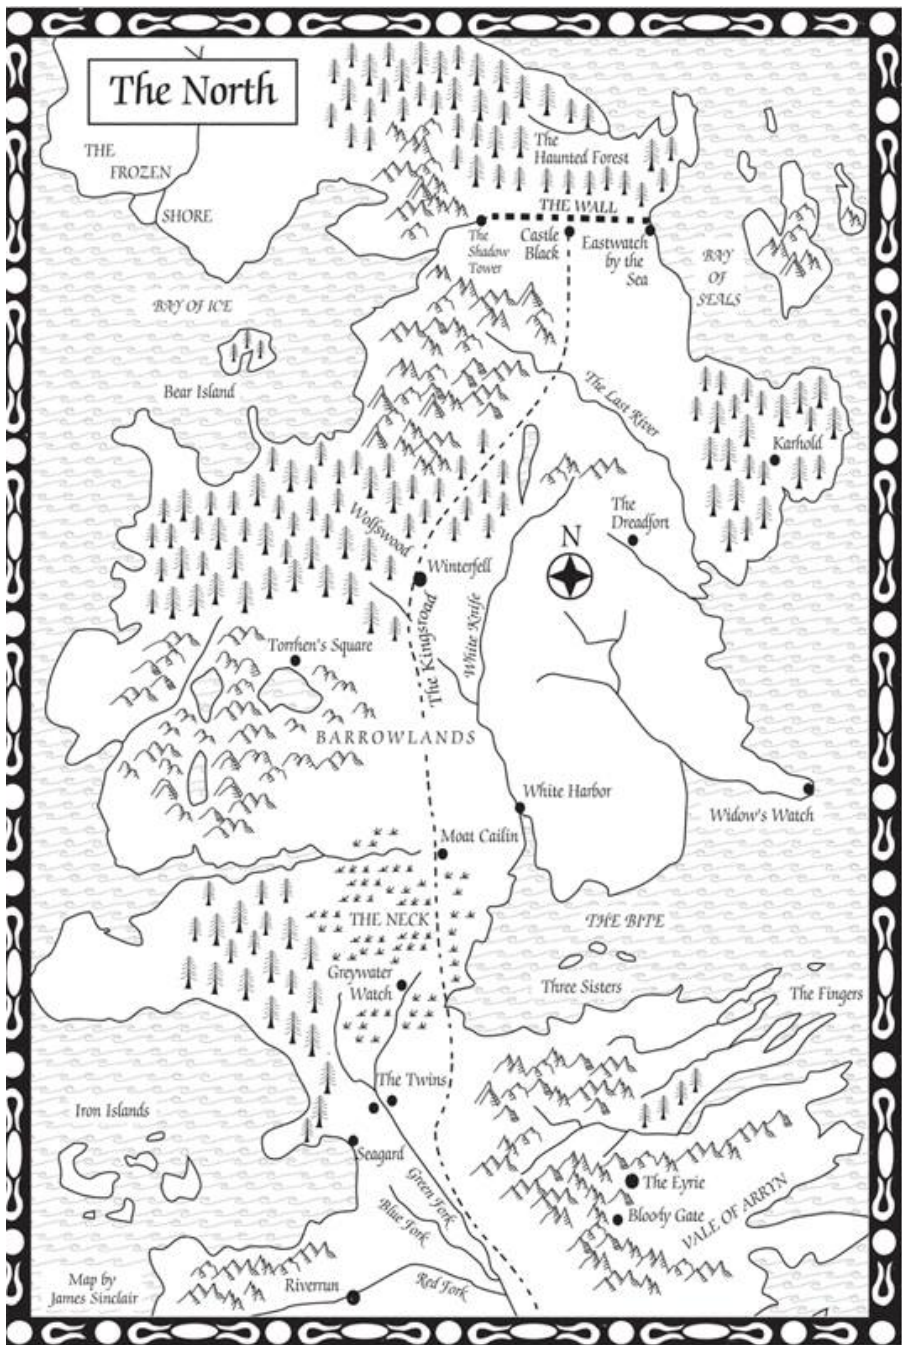 The North
THE
FROZEN
SHORE
The
Haunted Forest
THE WALL
The
Shadow
Tower
Castle
Black
Eastwatch
by the
Sea
BAY
OF
SEALS
BAY OF ICE
Bear Island
The Last River
Karhold
The
Dreadfort
N
Wolfswood
Winterfell
The Kingsroad
White Knife
Torrhen's Square
BARROWLANDS
White Harbor
Widow's Watch
Moat Cailin
THE NECK
THE BITE
Greywater
Watch
Three Sisters
The Fingers
The Twins
Iron Islands
Seagard
Green Fork
Blue Fork
The Eyrie
Bloody Gate
VALE OF ARRYN
Map by
James Sinclair
Riverrun
Red Fork